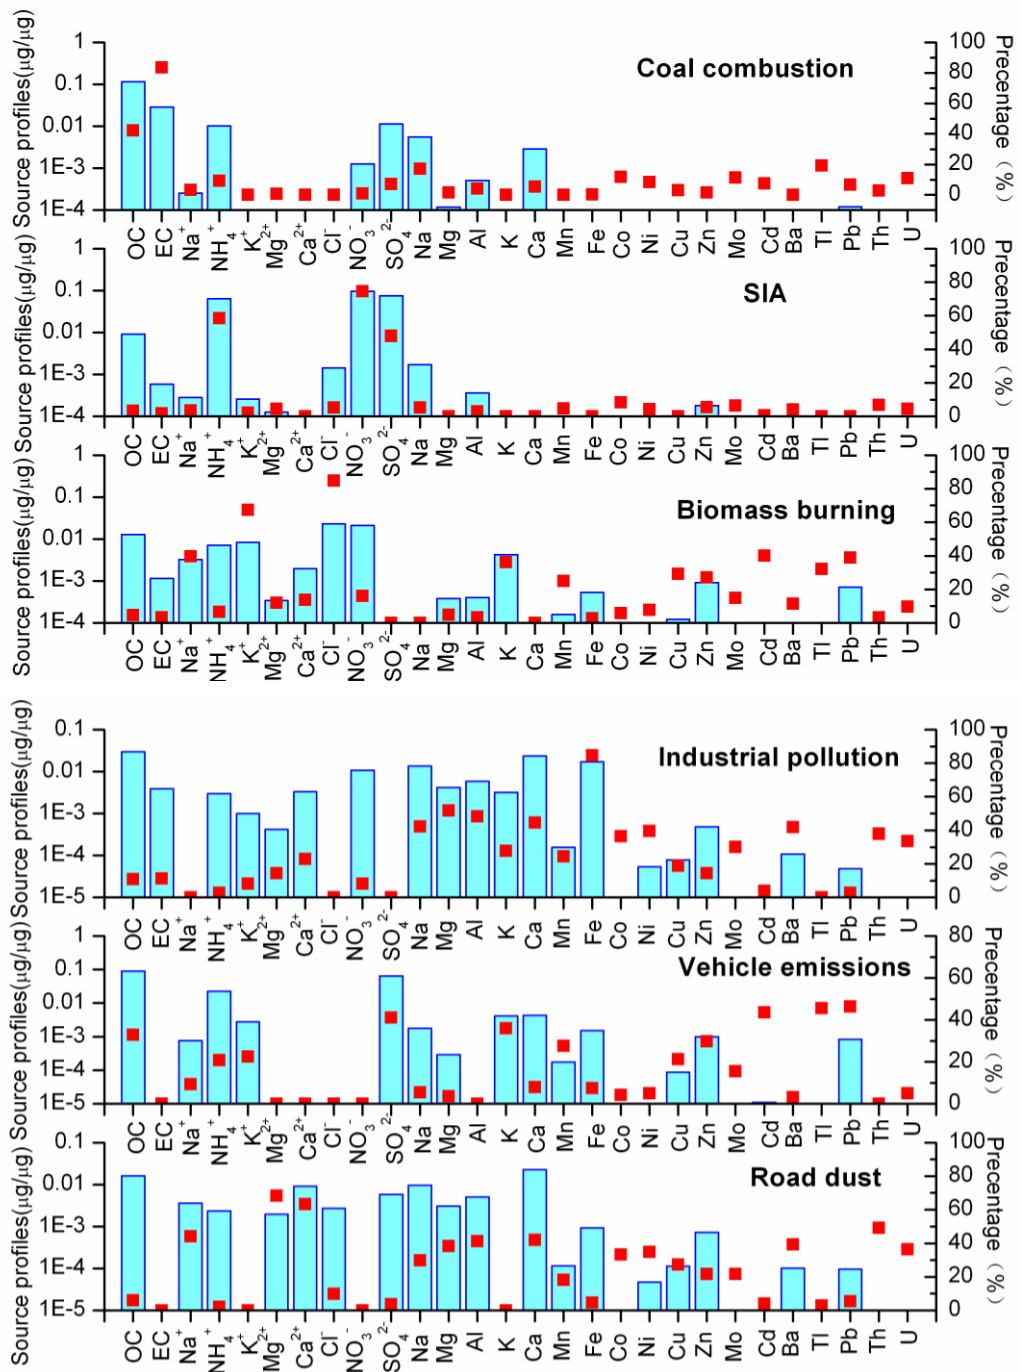 Coal combustion
Source profiles(μg/μg)
1
0.1
0.01
1E-3
1E-4
100
80
60
40
20
0
Precentage (%)
OC EC Na+ NH4+ K+ Mg2+ Ca2+ Cl- NO3- SO42- Na Mg Al K Ca Mn Fe Co Ni Cu Zn Mo Cd Ba Tl Pb Th U
SIA
Source profiles(μg/μg)
0.1
0.01
1E-3
1E-4
100
80
60
40
20
0
Precentage (%)
OC EC Na+ NH4+ K+ Mg2+ Ca2+ Cl- NO3- SO42- Na Mg Al K Ca Mn Fe Co Ni Cu Zn Mo Cd Ba Tl Pb Th U
Biomass burning
Source profiles(μg/μg)
1
0.1
0.01
1E-3
1E-4
100
80
60
40
20
0
Precentage (%)
OC EC Na+ NH4+ K+ Mg2+ Ca2+ Cl- NO3- SO42- Na Mg Al K Ca Mn Fe Co Ni Cu Zn Mo Cd Ba Tl Pb Th U
Industrial pollution
Source profiles(μg/μg)
0.1
0.01
1E-3
1E-4
1E-5
100
80
60
40
20
0
Precentage (%)
OC EC Na+ NH4+ K+ Mg2+ Ca2+ Cl- NO3- SO42- Na Mg Al K Ca Mn Fe Co Ni Cu Zn Mo Cd Ba Tl Pb Th U
Vehicle emissions
Source profiles(μg/μg)
1
0.1
0.01
1E-3
1E-4
1E-5
80
60
40
20
0
Precentage (%)
OC EC Na+ NH4+ K+ Mg2+ Ca2+ Cl- NO3- SO42- Na Mg Al K Ca Mn Fe Co Ni Cu Zn Mo Cd Ba Tl Pb Th U
Road dust
Source profiles(μg/μg)
0.1
0.01
1E-3
1E-4
1E-5
100
80
60
40
20
0
Precentage (%)
OC EC Na+ NH4+ K+ Mg2+ Ca2+ Cl- NO3- SO42- Na Mg Al K Ca Mn Fe Co Ni Cu Zn Mo Cd Ba Tl Pb Th U